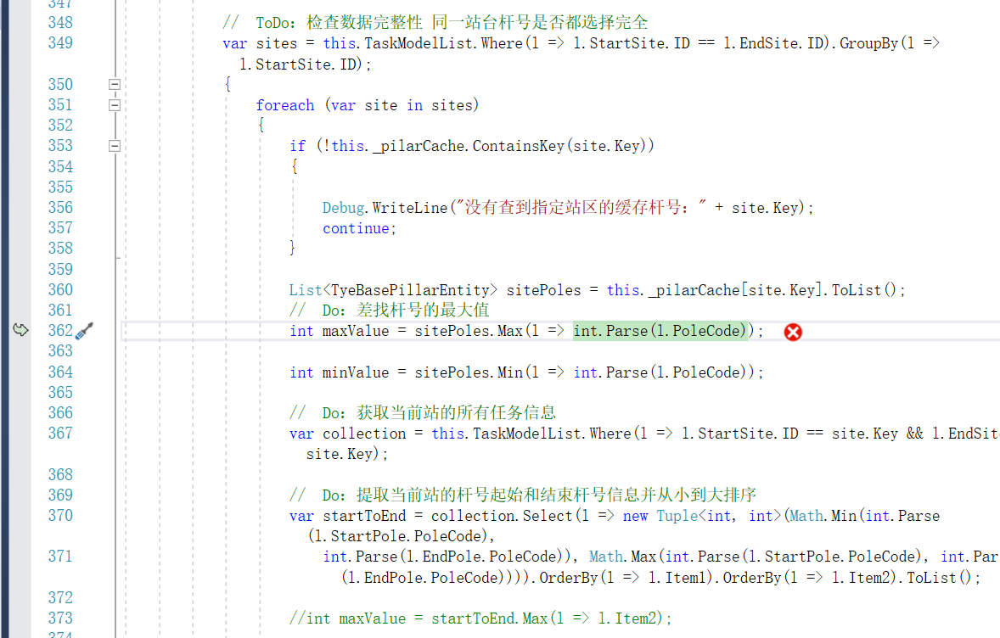 347
348 // ToDo：检查数据完整性 同一站台杆号是否都选择完全
349 var sites = this.TaskModelList.Where(l => l.StartSite.ID == l.EndSite.ID).GroupBy(l =>
l.StartSite.ID);
350 {
351 foreach (var site in sites)
352 {
353 if (!this._pilarCache.ContainsKey(site.Key))
354 {
355
356 Debug.WriteLine("没有查到指定站区的缓存杆号：" + site.Key);
357 continue;
358 }
359
360 List<TyeBasePillarEntity> sitePoles = this._pilarCache[site.Key].ToList();
361 // Do：差找杆号的最大值
362 int maxValue = sitePoles.Max(l => int.Parse(l.PoleCode));
363
364 int minValue = sitePoles.Min(l => int.Parse(l.PoleCode));
365
366 // Do：获取当前站的所有任务信息
367 var collection = this.TaskModelList.Where(l => l.StartSite.ID == site.Key && l.EndSite
site.Key);
368
369 // Do：提取当前站的杆号起始和结束杆号信息并从小到大排序
370 var startToEnd = collection.Select(l => new Tuple<int, int>(Math.Min(int.Parse
(l.StartPole.PoleCode),
371 int.Parse(l.EndPole.PoleCode)), Math.Max(int.Parse(l.StartPole.PoleCode), int.Par
(l.EndPole.PoleCode)))).OrderBy(l => l.Item1).OrderBy(l => l.Item2).ToList();
372
373 //int maxValue = startToEnd.Max(l => l.Item2);
374